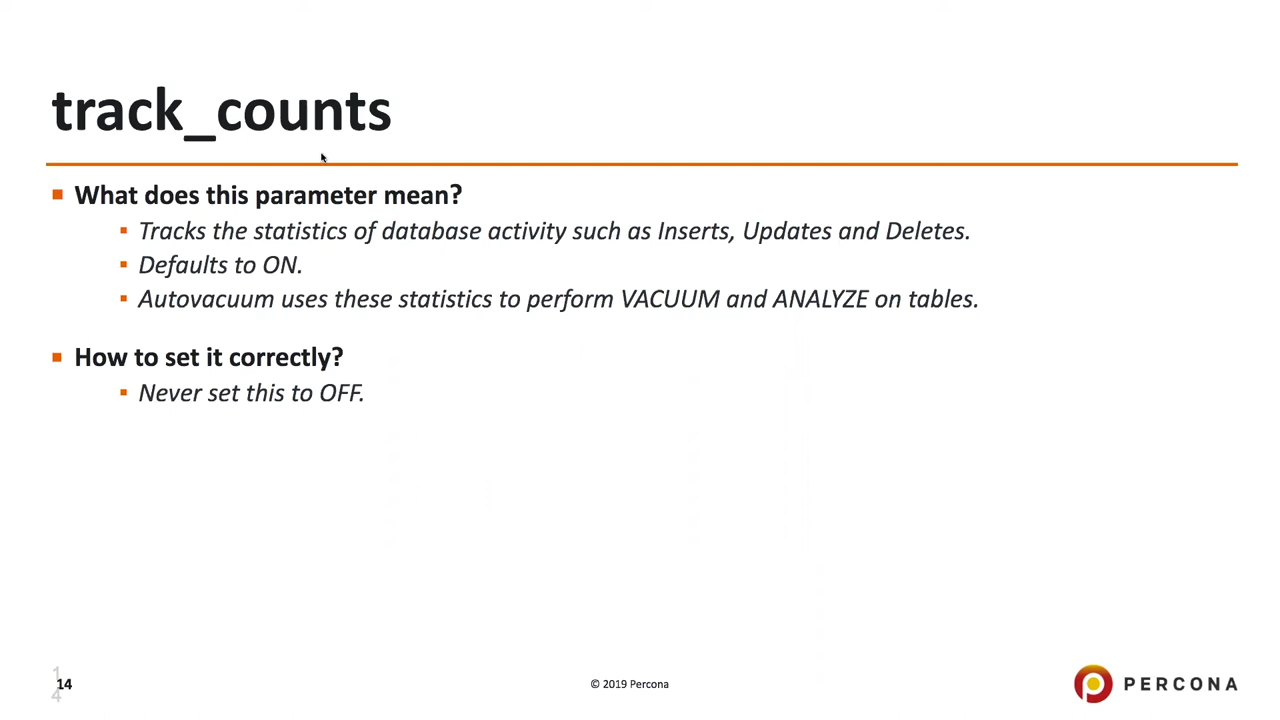 track_counts
What does this parameter mean?
Tracks the statistics of database activity such as Inserts, Updates and Deletes.
Defaults to ON.
Autovacuum uses these statistics to perform VACUUM and ANALYZE on tables.
How to set it correctly?
Never set this to OFF.
1
4
14
© 2019 Percona
PERCONA